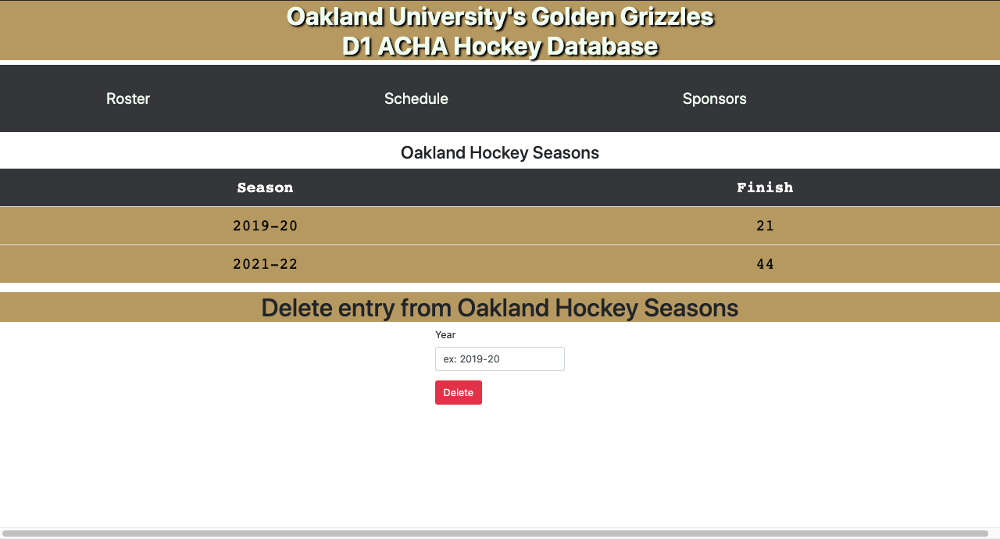 Oakland University's Golden Grizzles
D1 ACHA Hockey Database
Roster Schedule Sponsors
Oakland Hockey Seasons
Season Finish
2019-20 21
2021-22 44
Delete entry from Oakland Hockey Seasons
Year
ex: 2019-20
Delete